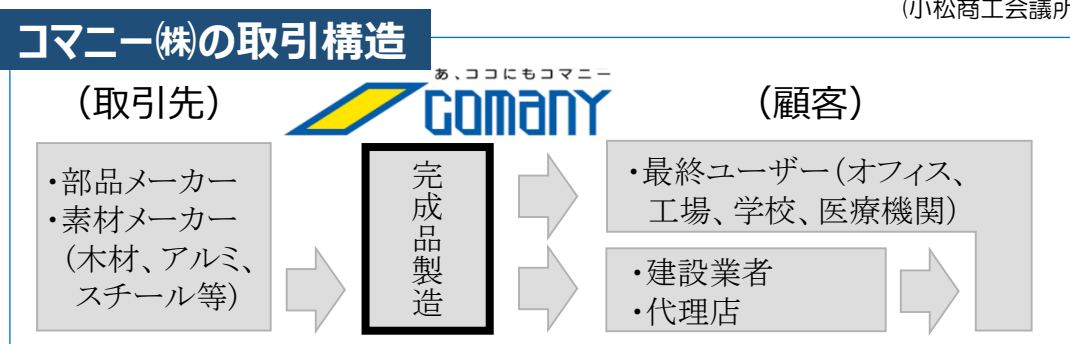 (小松商工会議所
コマニー㈱の取引構造
あ、ココにもコマニー
comany
（取引先）
（顧客）
・部品メーカー
・素材メーカー
（木材、アルミ、
スチール等）
完成品製造
・最終ユーザー（オフィス、
工場、学校、医療機関）
・建設業者
・代理店